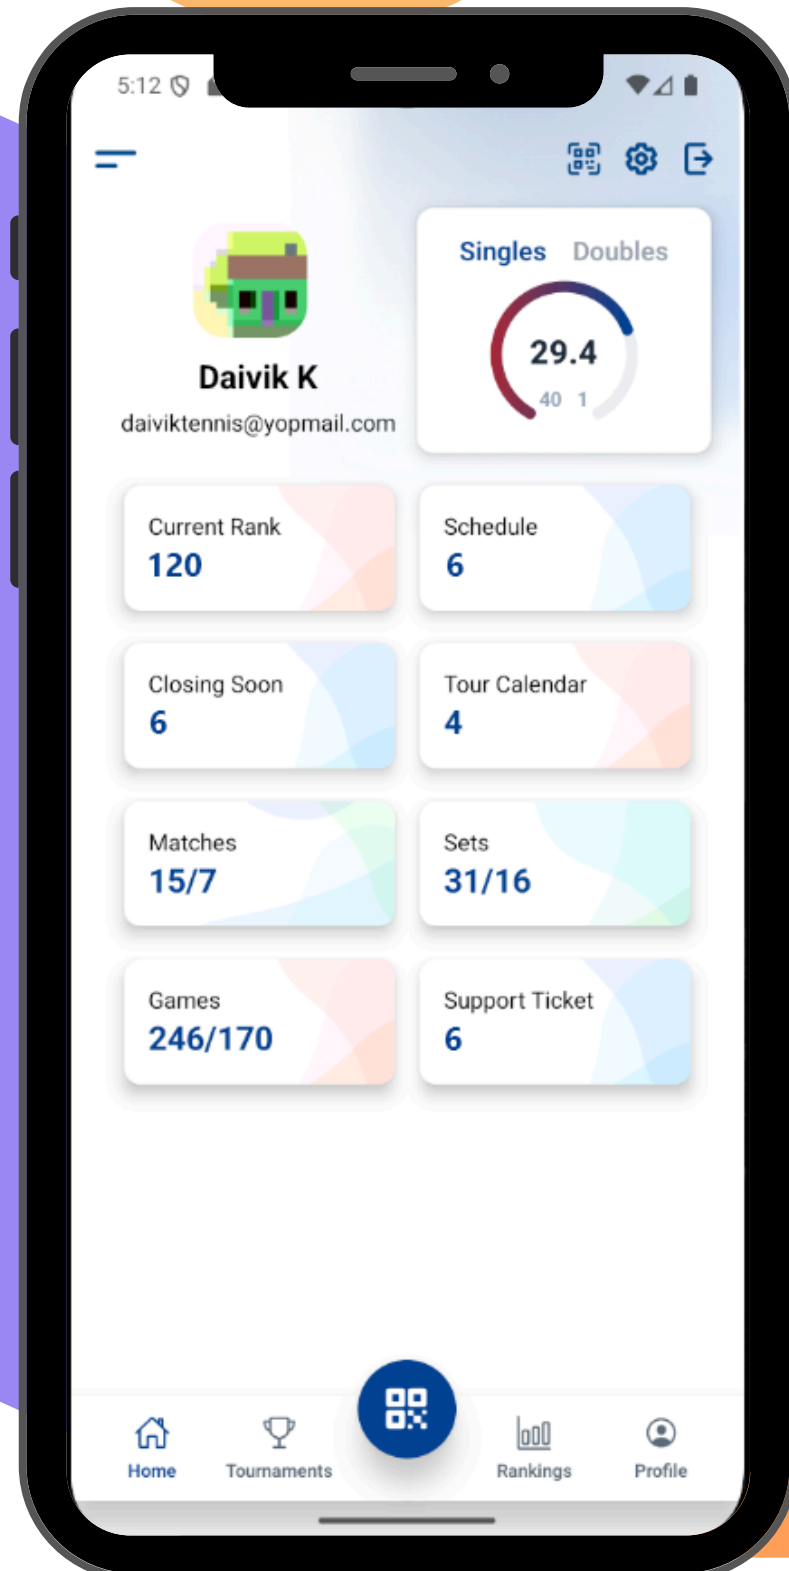 5:12
Singles Doubles
29.4
40 1
Daivik K
daiviktennis@yopmail.com
Current Rank
120
Schedule
6
Closing Soon
6
Tour Calendar
4
Matches
15/7
Sets
31/16
Games
246/170
Support Ticket
6
Home
Tournaments
Rankings
Profile